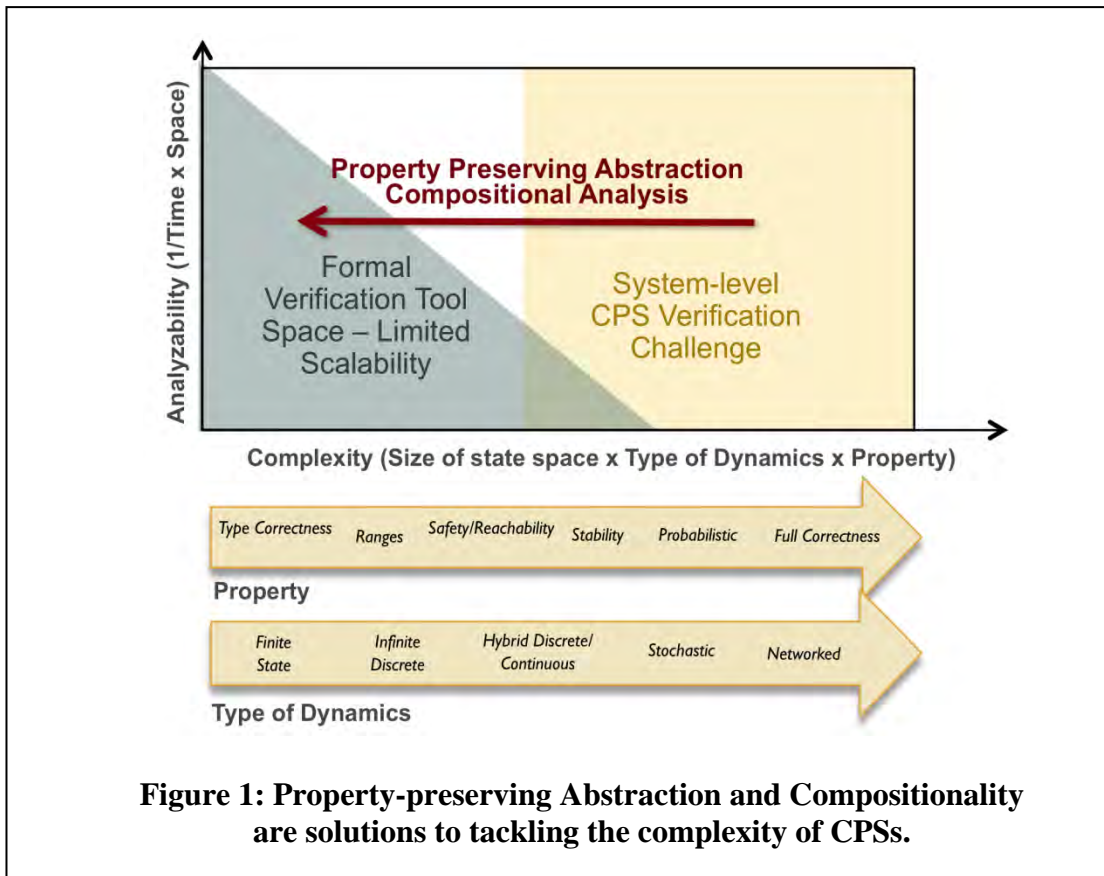 Analyzability (1/Time x Space)
Property Preserving Abstraction
Compositional Analysis
Formal
Verification Tool
Space – Limited
Scalability
System-level
CPS Verification
Challenge
Complexity (Size of state space x Type of Dynamics x Property)
Type Correctness Ranges Safety/Reachability Stability Probabilistic Full Correctness
Property
Finite State Infinite Discrete Hybrid Discrete/ Continuous Stochastic Networked
Type of Dynamics
Figure 1: Property-preserving Abstraction and Compositionality
are solutions to tackling the complexity of CPSs.